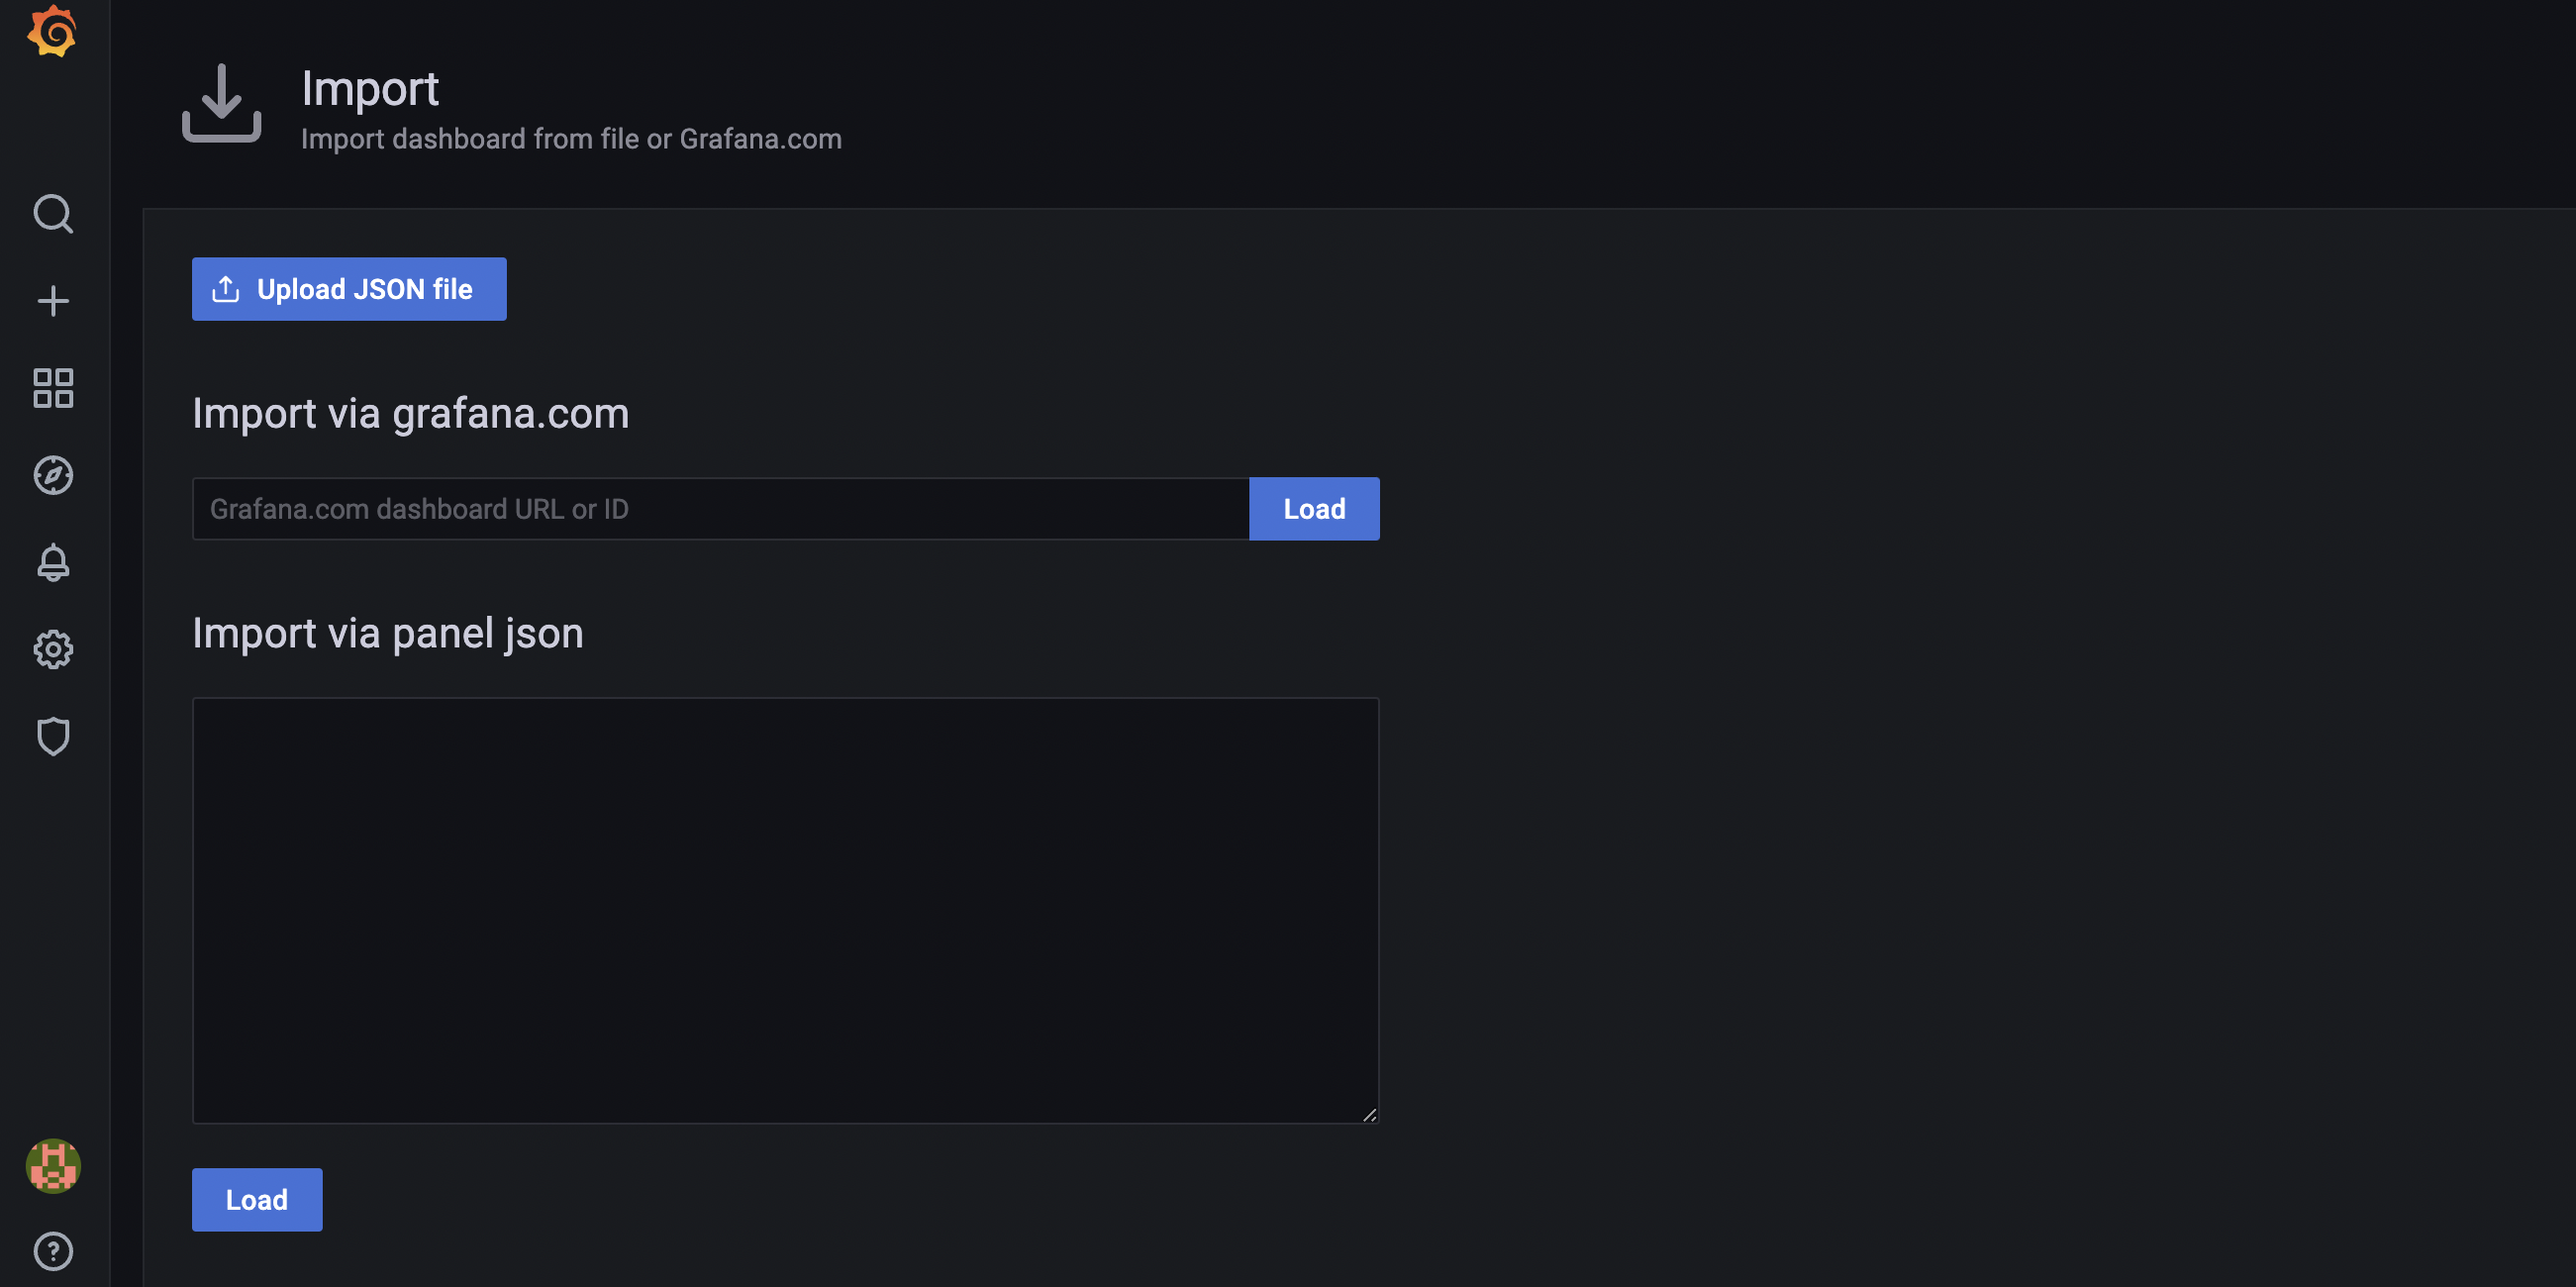 Import
Import dashboard from file or Grafana.com
Upload JSON file
Import via grafana.com
Grafana.com dashboard URL or ID
Load
Import via panel json
Load
?